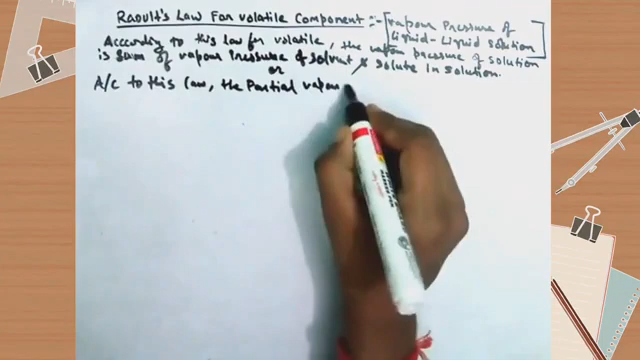 Raoult's Law For volatile Component :- [vapour Pressure of
Liquid-Liquid solution]
According to this law for volatile, the vapour pressure of solution
is sum of vapour Pressure of solvent & solute in solution.
or
A/c to this law, the Partial vapou